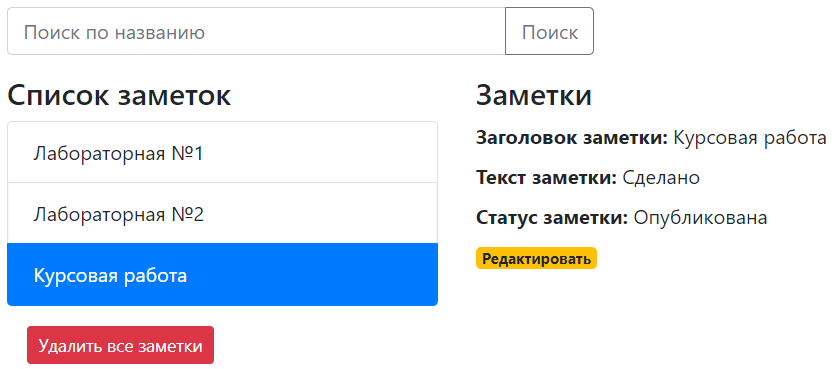 Поиск по названию
Поиск
Список заметок
Лабораторная №1
Лабораторная №2
Курсовая работа
Удалить все заметки
Заметки
Заголовок заметки: Курсовая работа
Текст заметки: Сделано
Статус заметки: Опубликована
Редактировать